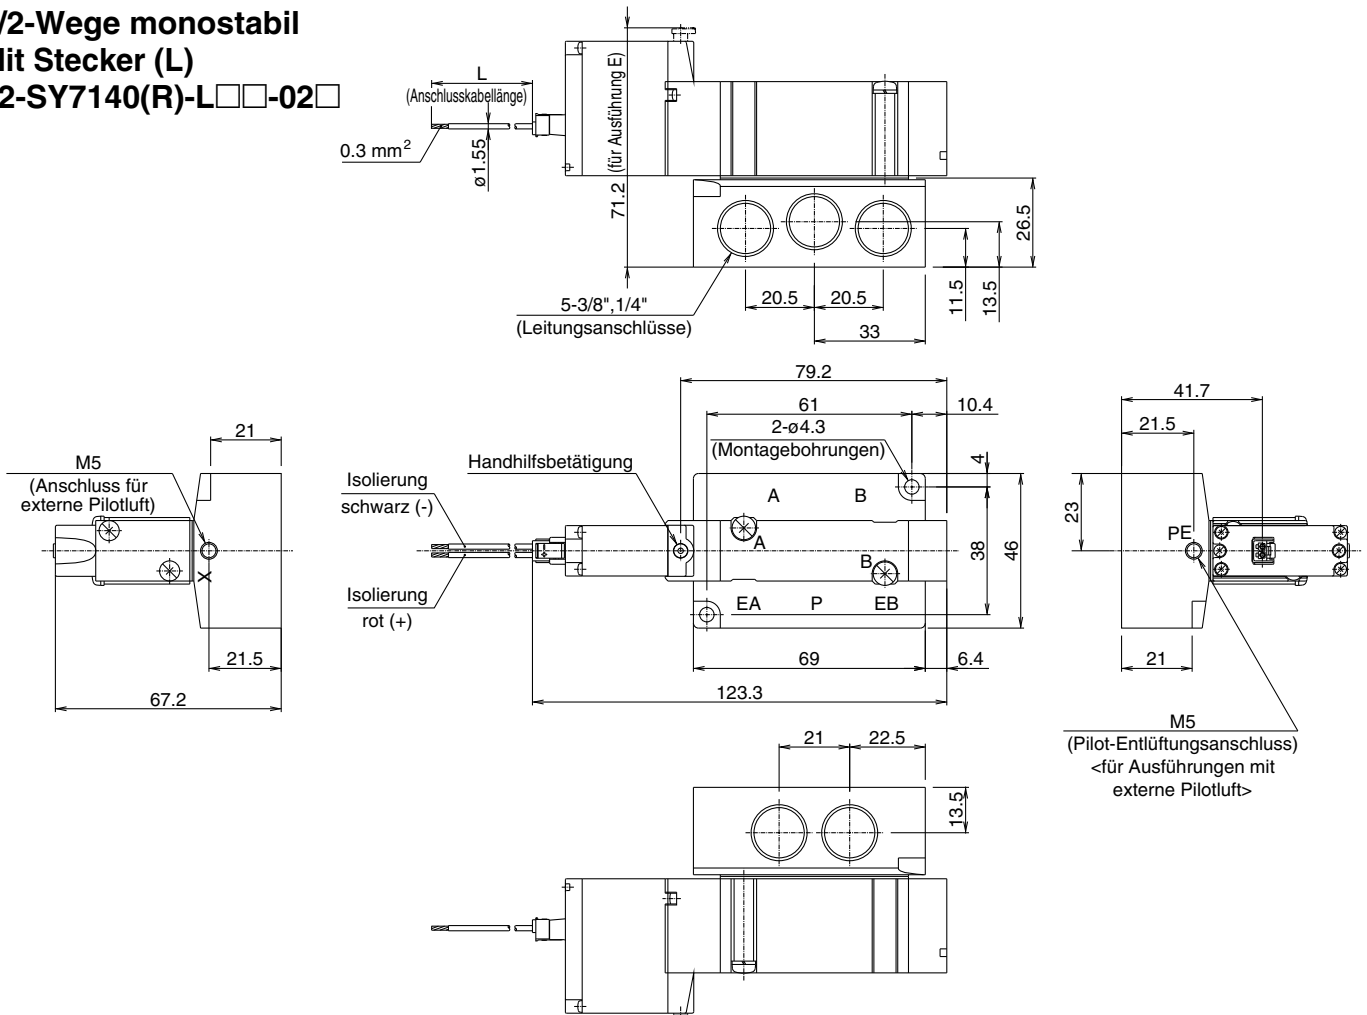 /2-Wege monostabil
it Stecker (L)
2-SY7140(R)-L□□-02□
L
(Anschlusskabellänge)
0.3 mm²
ø1.55
71.2 (für Ausführung E)
26.5
11.5
13.5
20.5
20.5
33
5-3/8",1/4"
(Leitungsanschlüsse)
79.2
61
10.4
2-ø4.3
(Montagebohrungen)
4
Handhilfsbetätigung
Isolierung
schwarz (-)
Isolierung
rot (+)
A
B
A
B
EA
P
EB
38
46
69
6.4
123.3
21
M5
(Anschluss für
externe Pilotluft)
X
21.5
67.2
41.7
21.5
23
PE
21
M5
(Pilot-Entlüftungsanschluss)
<für Ausführungen mit
externe Pilotluft>
21
22.5
13.5